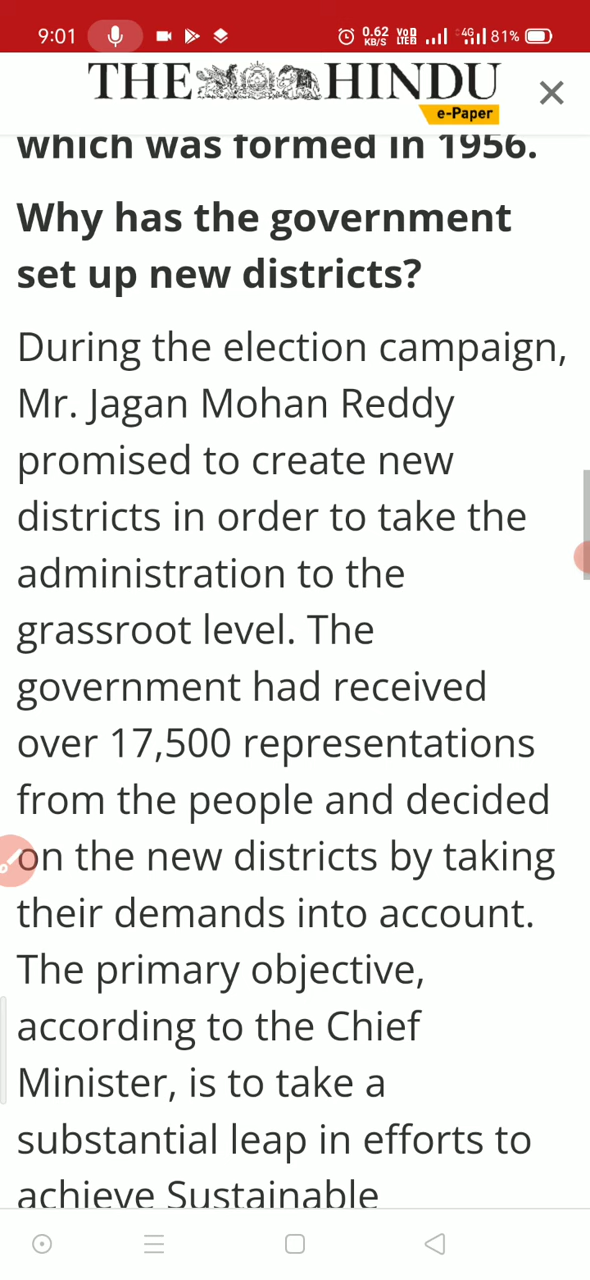 9:01 0.62 KB/S VoD LTE 4G 81%
THE HINDU
e-Paper
which was formed in 1956.
Why has the government
set up new districts?
During the election campaign,
Mr. Jagan Mohan Reddy
promised to create new
districts in order to take the
administration to the
grassroot level. The
government had received
over 17,500 representations
from the people and decided
on the new districts by taking
their demands into account.
The primary objective,
according to the Chief
Minister, is to take a
substantial leap in efforts to
achieve Sustainable